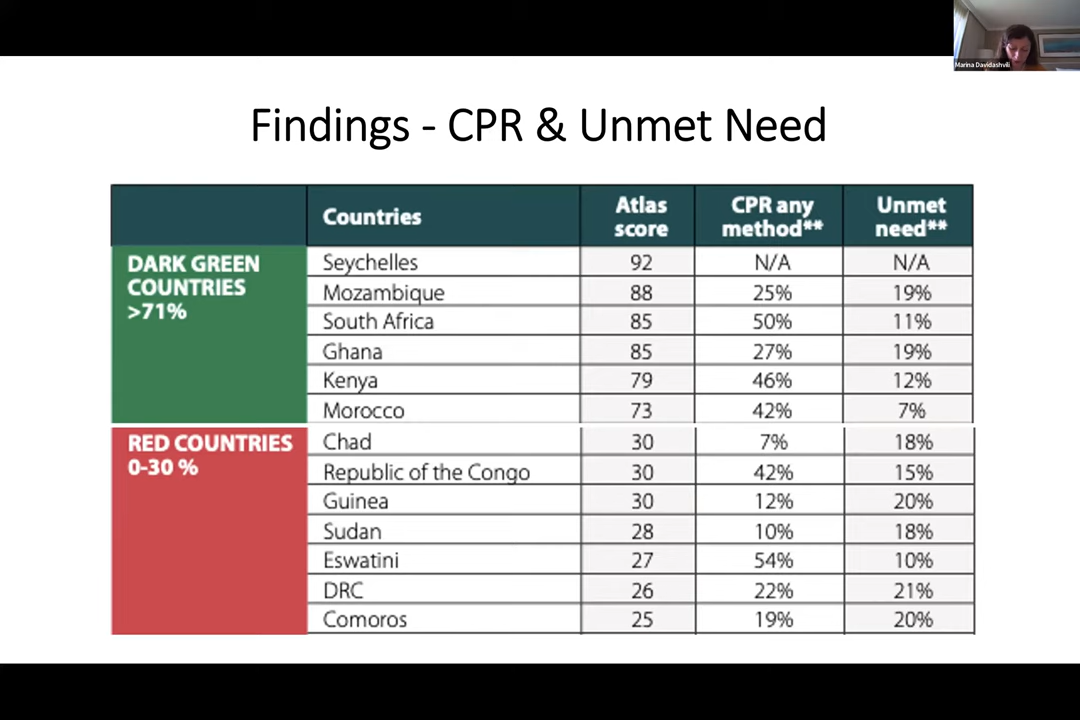 Marina Davidashvili
Findings - CPR & Unmet Need
Countries Atlas score CPR any method** Unmet need**
DARK GREEN COUNTRIES >71%
Seychelles 92 N/A N/A
Mozambique 88 25% 19%
South Africa 85 50% 11%
Ghana 85 27% 19%
Kenya 79 46% 12%
Morocco 73 42% 7%
RED COUNTRIES 0-30 %
Chad 30 7% 18%
Republic of the Congo 30 42% 15%
Guinea 30 12% 20%
Sudan 28 10% 18%
Eswatini 27 54% 10%
DRC 26 22% 21%
Comoros 25 19% 20%